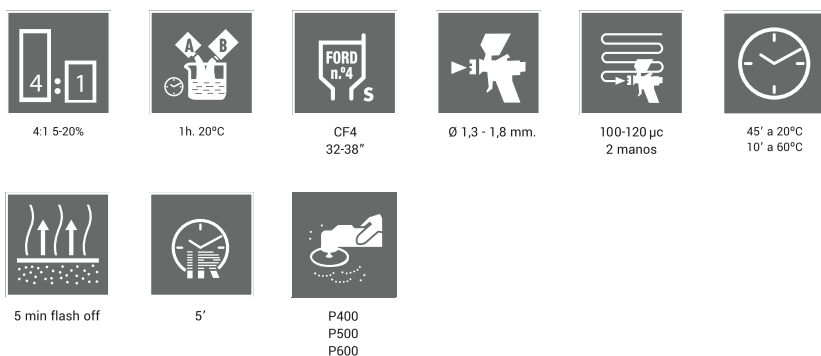 4:1
A B
FORD
n.º4
S
4:1 5-20%
1h. 20ºC
CF4
32-38”
Ø 1,3 - 1,8 mm.
100-120 µc
2 manos
45’ a 20ºC
10’ a 60ºC
IR
5 min flash off
5’
P400
P500
P600